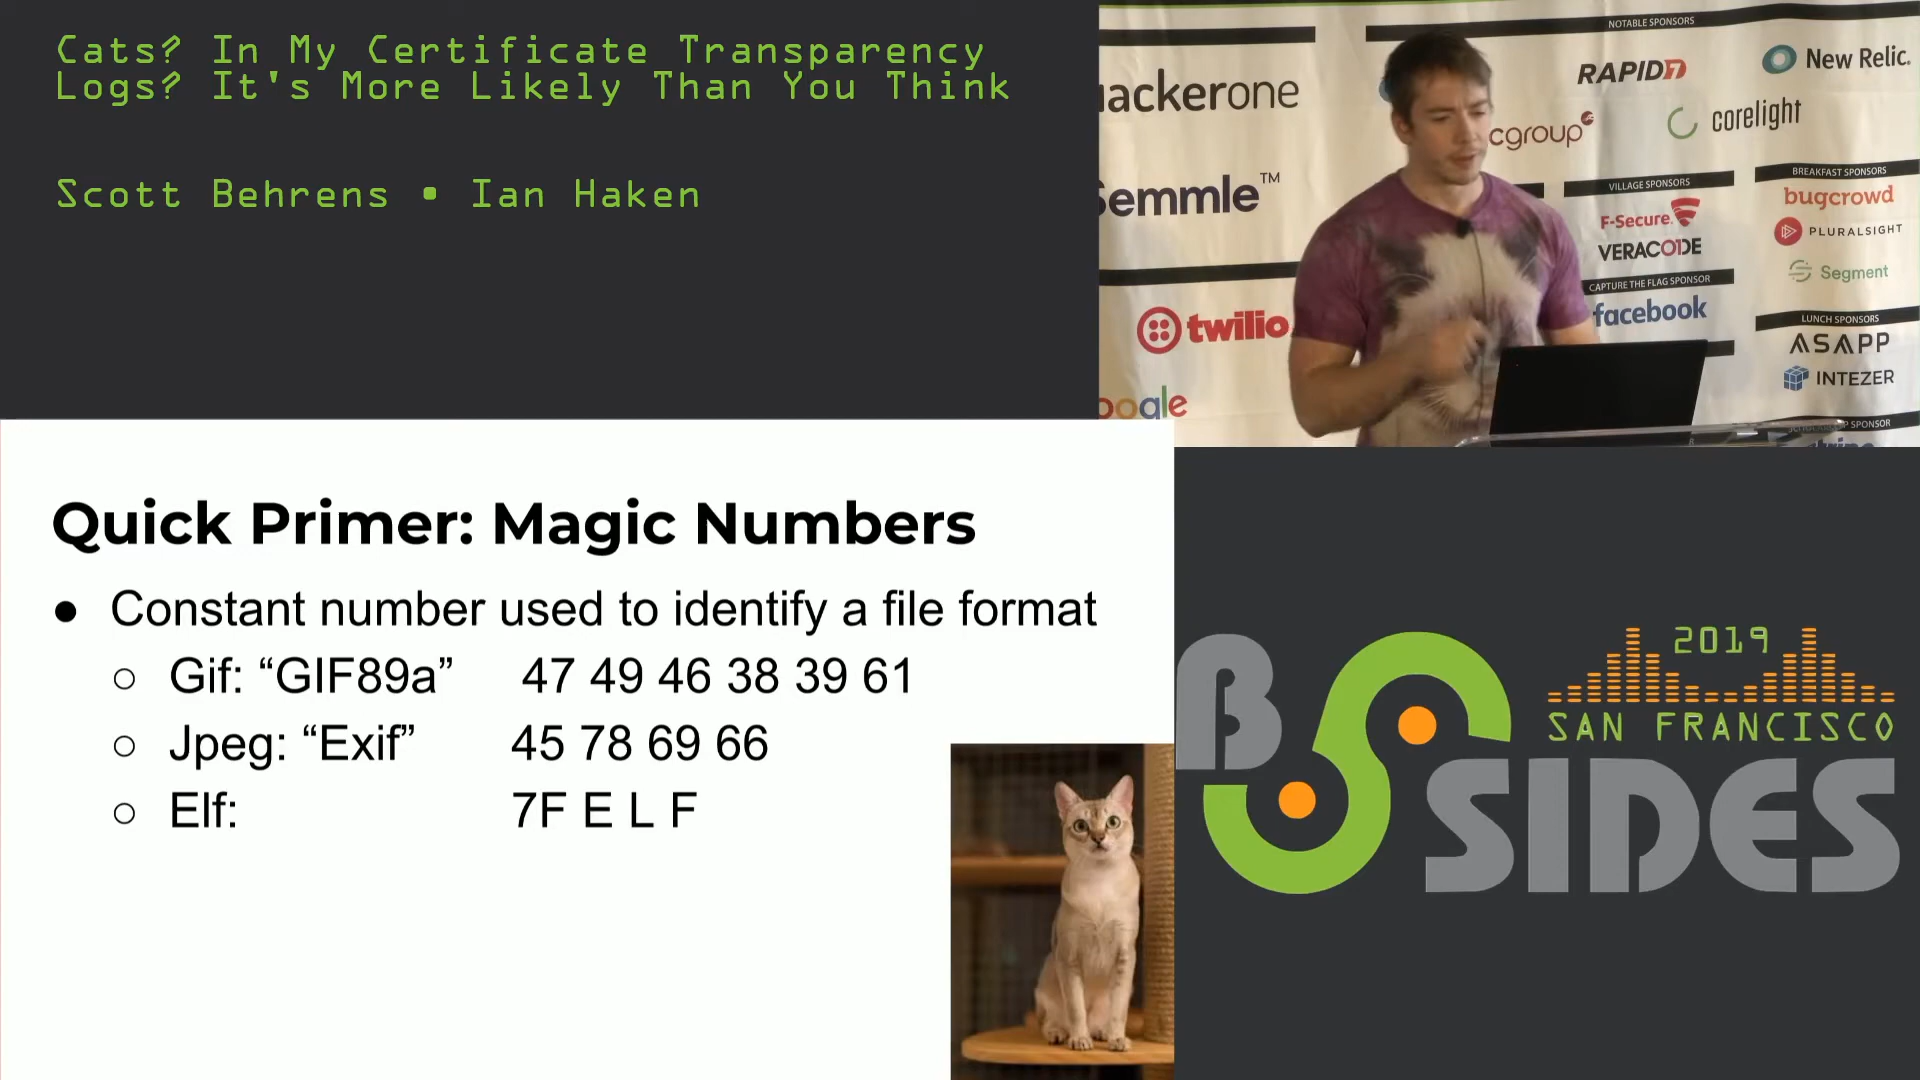 Cats? In My Certificate Transparency
Logs? It's More Likely Than You Think
Scott Behrens • Ian Haken
NOTABLE SPONSORS
ackerone
RAPID7
New Relic.
cgroup
corelight
Semmle™
VILLAGE SPONSORS
BREAKFAST SPONSORS
F-Secure.
bugcrowd
VERACODE
PLURALSIGHT
CAPTURE THE FLAG SPONSOR
Segment
twilio
facebook
LUNCH SPONSORS
ASAPP
INTEZER
oogle
SPONSOR
Quick Primer: Magic Numbers
● Constant number used to identify a file format
○ Gif: “GIF89a” 47 49 46 38 39 61
○ Jpeg: “Exif” 45 78 69 66
○ Elf: 7F E L F
2019
SAN FRANCISCO
BSIDES